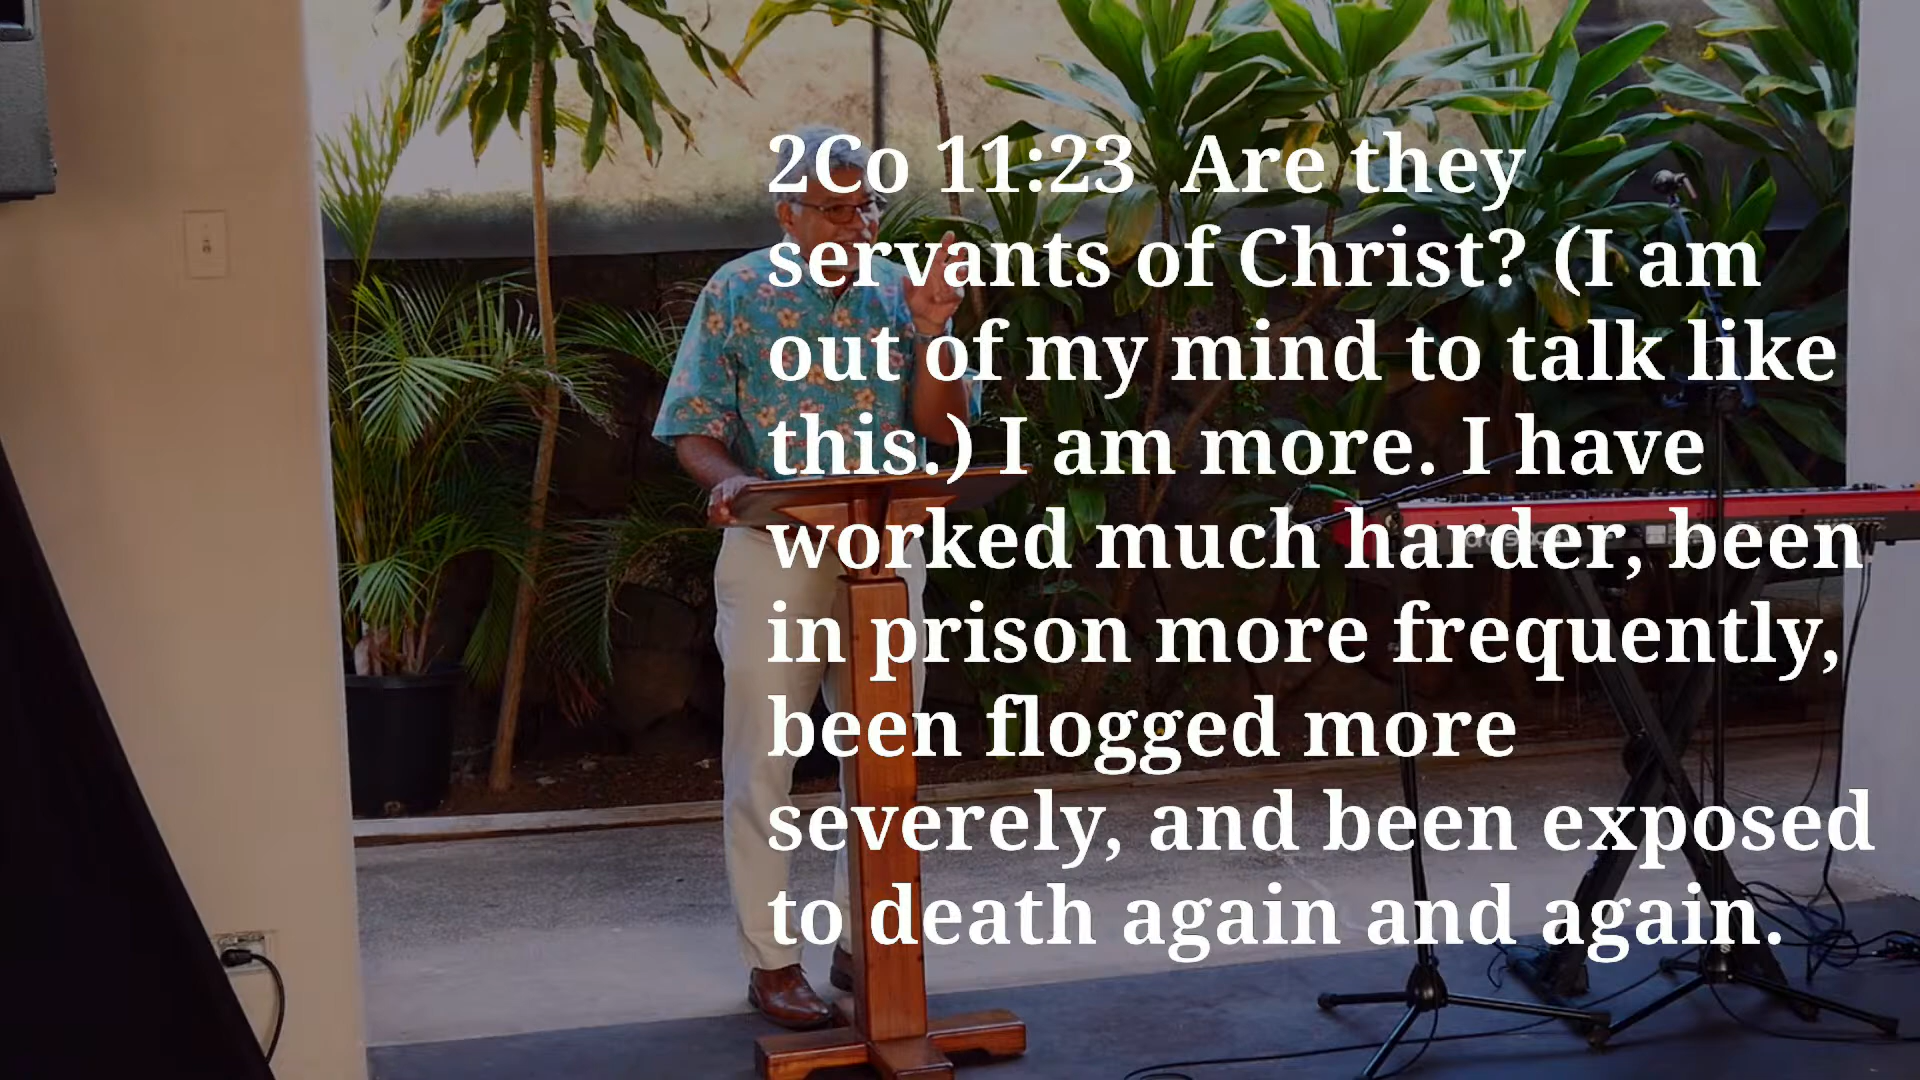 2Co 11:23  Are they
servants of Christ? (I am
out of my mind to talk like
this.) I am more. I have
worked much harder, been
in prison more frequently,
been flogged more
severely, and been exposed
to death again and again.